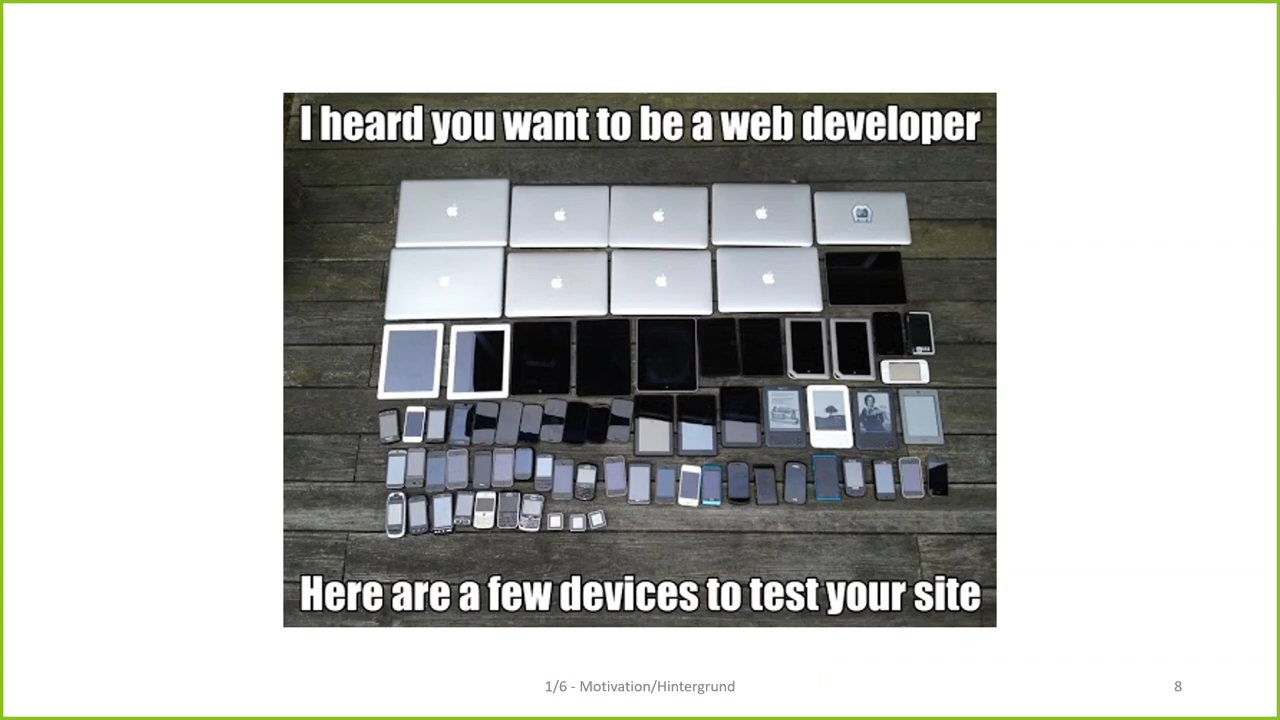 I heard you want to be a web developer
Here are a few devices to test your site
1/6 - Motivation/Hintergrund
8